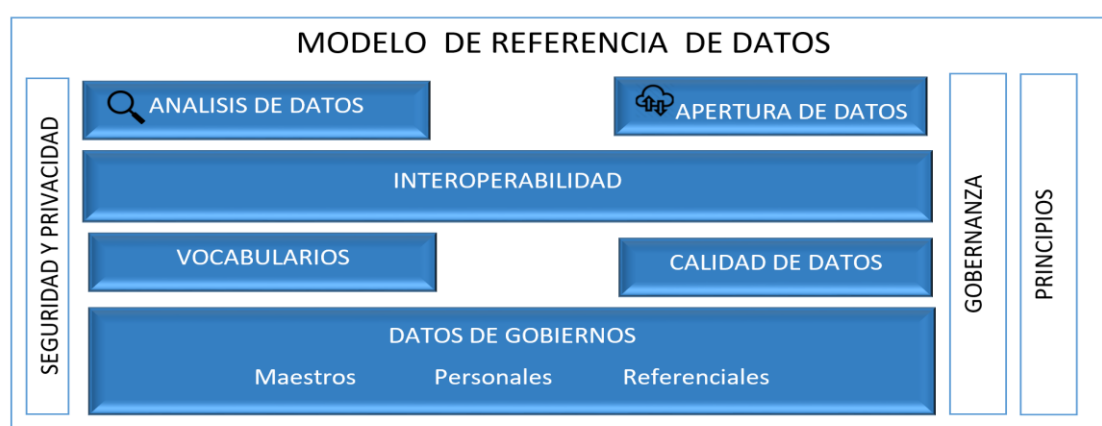 MODELO DE REFERENCIA DE DATOS
SEGURIDAD Y PRIVACIDAD
ANALISIS DE DATOS
APERTURA DE DATOS
INTEROPERABILIDAD
VOCABULARIOS
CALIDAD DE DATOS
DATOS DE GOBIERNOS
Maestros Personales Referenciales
GOBERNANZA
PRINCIPIOS